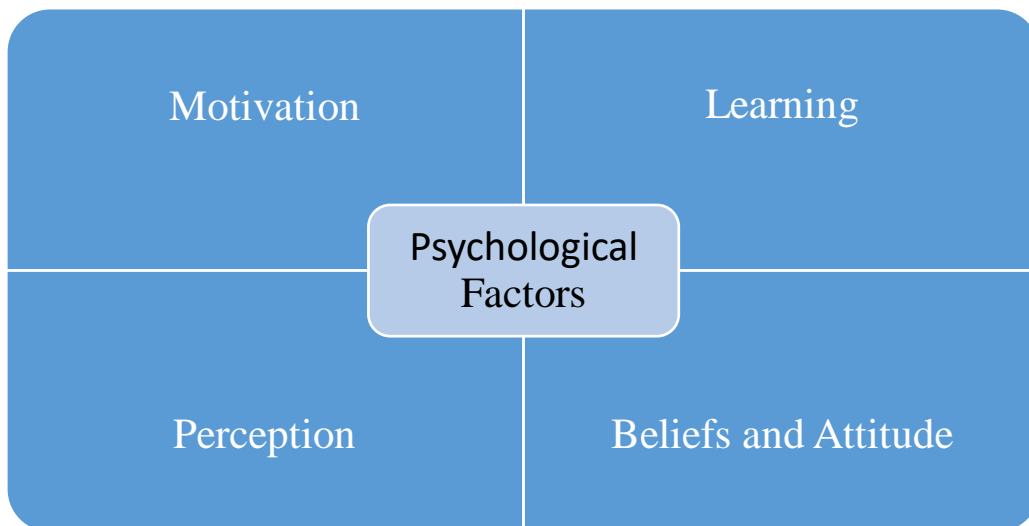 Motivation
Learning
Psychological
Factors
Perception
Beliefs and Attitude